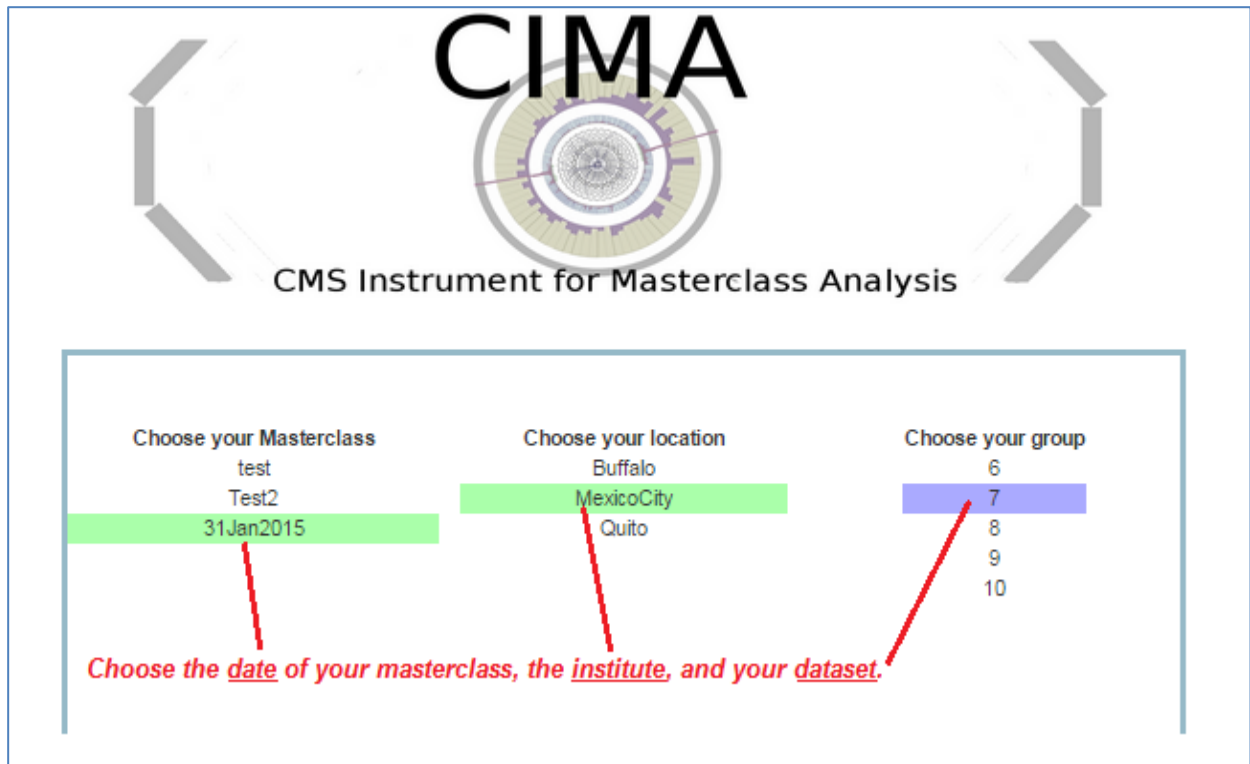 CIMA
CMS Instrument for Masterclass Analysis
Choose your Masterclass
test
Test2
31Jan2015
Choose your location
Buffalo
MexicoCity
Quito
Choose your group
6
7
8
9
10
Choose the date of your masterclass, the institute, and your dataset.